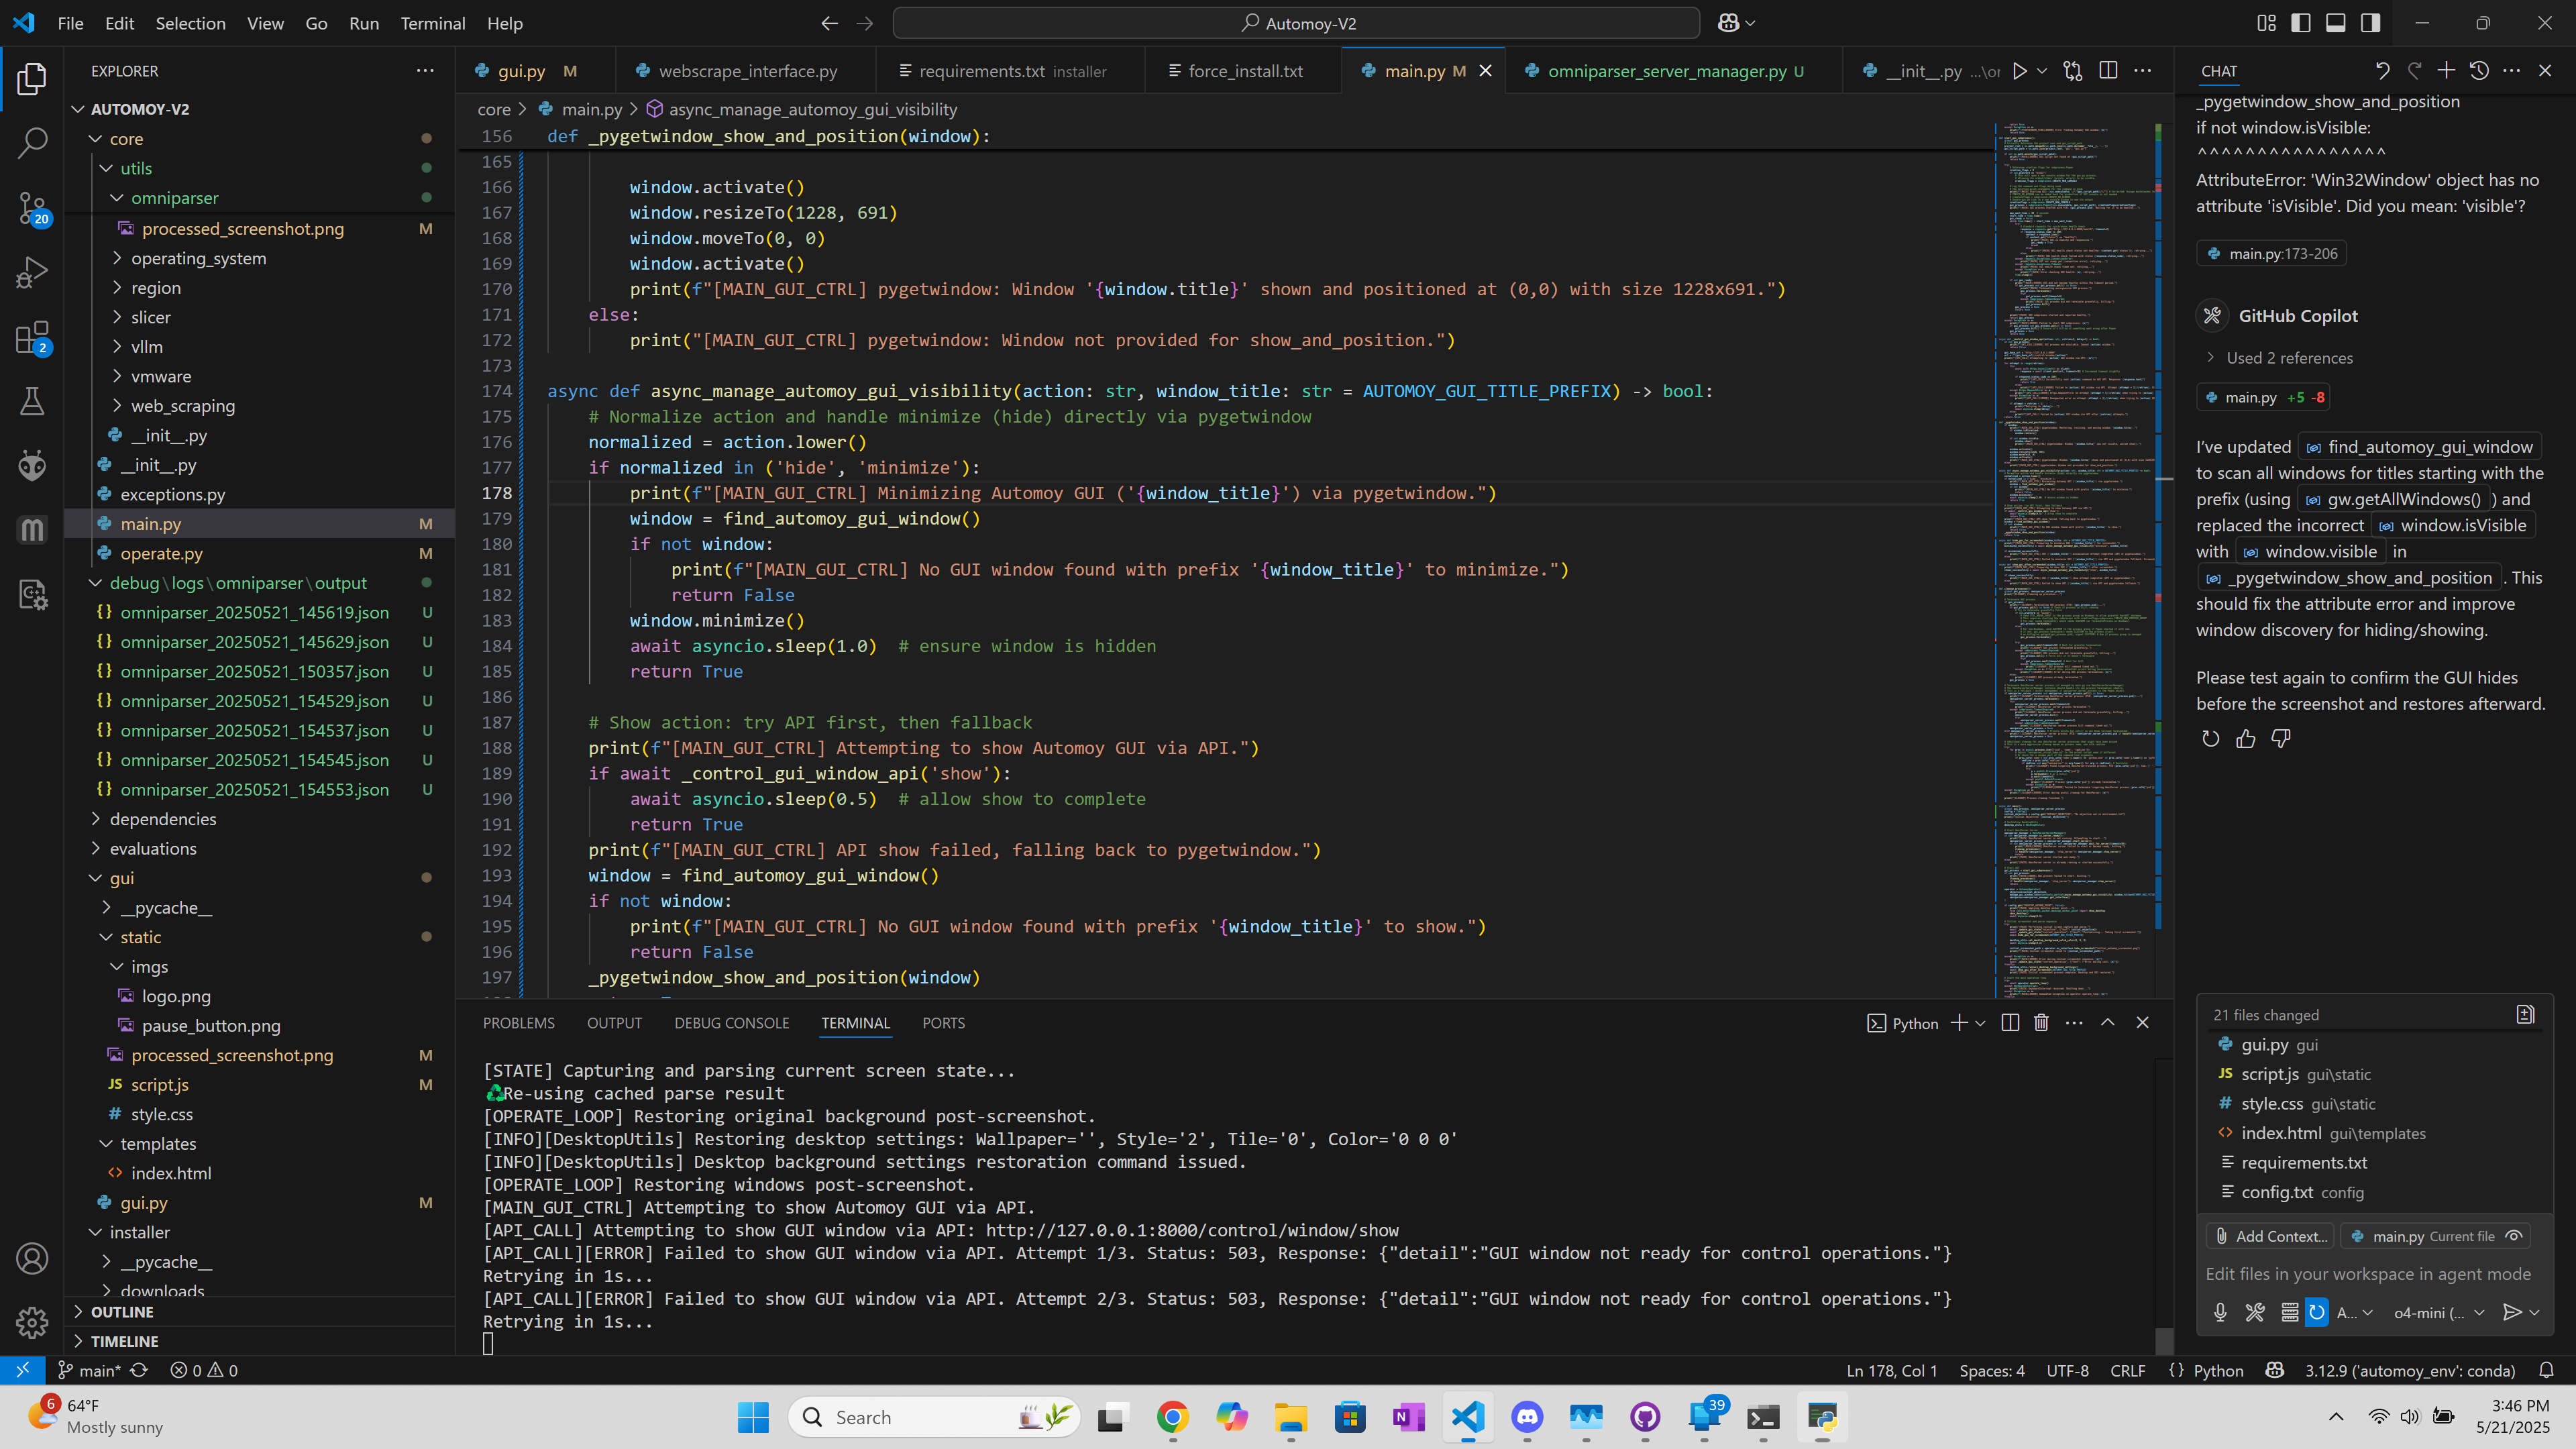 File Edit Selection View Go Run Terminal Help
Automoy-V2
EXPLORER
AUTOMOY-V2
core
utils
omniparser
processed_screenshot.png M
operating_system
region
slicer
vllm
vmware
web_scraping
__init__.py
__init__.py
exceptions.py
main.py M
operate.py M
debug\logs\omniparser\output
omniparser_20250521_145619.json U
omniparser_20250521_145629.json U
omniparser_20250521_150357.json U
omniparser_20250521_154529.json U
omniparser_20250521_154537.json U
omniparser_20250521_154545.json U
omniparser_20250521_154553.json U
dependencies
evaluations
gui
__pycache__
static
imgs
logo.png
pause_button.png
processed_screenshot.png M
script.js M
style.css
templates
index.html
gui.py M
installer
__pycache__
downloads
OUTLINE
TIMELINE
20
2
gui.py M
webscrape_interface.py
requirements.txt installer
force_install.txt
main.py M
omniparser_server_manager.py U
__init__.py ...\or
core > main.py > async_manage_automoy_gui_visibility
156 def _pygetwindow_show_and_position(window):
165
166 window.activate()
167 window.resizeTo(1228, 691)
168 window.moveTo(0, 0)
169 window.activate()
170 print(f"[MAIN_GUI_CTRL] pygetwindow: Window '{window.title}' shown and positioned at (0,0) with size 1228x691.")
171 else:
172 print("[MAIN_GUI_CTRL] pygetwindow: Window not provided for show_and_position.")
173
174 async def async_manage_automoy_gui_visibility(action: str, window_title: str = AUTOMOY_GUI_TITLE_PREFIX) -> bool:
175 # Normalize action and handle minimize (hide) directly via pygetwindow
176 normalized = action.lower()
177 if normalized in ('hide', 'minimize'):
178 print(f"[MAIN_GUI_CTRL] Minimizing Automoy GUI ('{window_title}') via pygetwindow.")
179 window = find_automoy_gui_window()
180 if not window:
181 print(f"[MAIN_GUI_CTRL] No GUI window found with prefix '{window_title}' to minimize.")
182 return False
183 window.minimize()
184 await asyncio.sleep(1.0) # ensure window is hidden
185 return True
186
187 # Show action: try API first, then fallback
188 print(f"[MAIN_GUI_CTRL] Attempting to show Automoy GUI via API.")
189 if await _control_gui_window_api('show'):
190 await asyncio.sleep(0.5) # allow show to complete
191 return True
192 print(f"[MAIN_GUI_CTRL] API show failed, falling back to pygetwindow.")
193 window = find_automoy_gui_window()
194 if not window:
195 print(f"[MAIN_GUI_CTRL] No GUI window found with prefix '{window_title}' to show.")
196 return False
197 _pygetwindow_show_and_position(window)
PROBLEMS OUTPUT DEBUG CONSOLE TERMINAL PORTS
Python
[STATE] Capturing and parsing current screen state...
♻️Re-using cached parse result
[OPERATE_LOOP] Restoring original background post-screenshot.
[INFO][DesktopUtils] Restoring desktop settings: Wallpaper='', Style='2', Tile='0', Color='0 0 0'
[INFO][DesktopUtils] Desktop background settings restoration command issued.
[OPERATE_LOOP] Restoring windows post-screenshot.
[MAIN_GUI_CTRL] Attempting to show Automoy GUI via API.
[API_CALL] Attempting to show GUI window via API: http://127.0.0.1:8000/control/window/show
[API_CALL][ERROR] Failed to show GUI window via API. Attempt 1/3. Status: 503, Response: {"detail":"GUI window not ready for control operations."}
Retrying in 1s...
[API_CALL][ERROR] Failed to show GUI window via API. Attempt 2/3. Status: 503, Response: {"detail":"GUI window not ready for control operations."}
Retrying in 1s...
CHAT
_pygetwindow_show_and_position
if not window.isVisible:
^^^^^^^^^^^^^^^^
AttributeError: 'Win32Window' object has no
attribute 'isVisible'. Did you mean: 'visible'?
main.py:173-206
GitHub Copilot
Used 2 references
main.py +5 -8
I've updated find_automoy_gui_window
to scan all windows for titles starting with the
prefix (using gw.getAllWindows() ) and
replaced the incorrect window.isVisible
with window.visible in
_pygetwindow_show_and_position . This
should fix the attribute error and improve
window discovery for hiding/showing.
Please test again to confirm the GUI hides
before the screenshot and restores afterward.
21 files changed
gui.py gui
script.js gui\static
style.css gui\static
index.html gui\templates
requirements.txt
config.txt config
Add Context... main.py Current file
Edit files in your workspace in agent mode
A... o4-mini (...
main* 0 0
Ln 178, Col 1 Spaces: 4 UTF-8 CRLF {} Python 3.12.9 ('automoy_env': conda)
6
64°F
Mostly sunny
Search
39
3:46 PM
5/21/2025